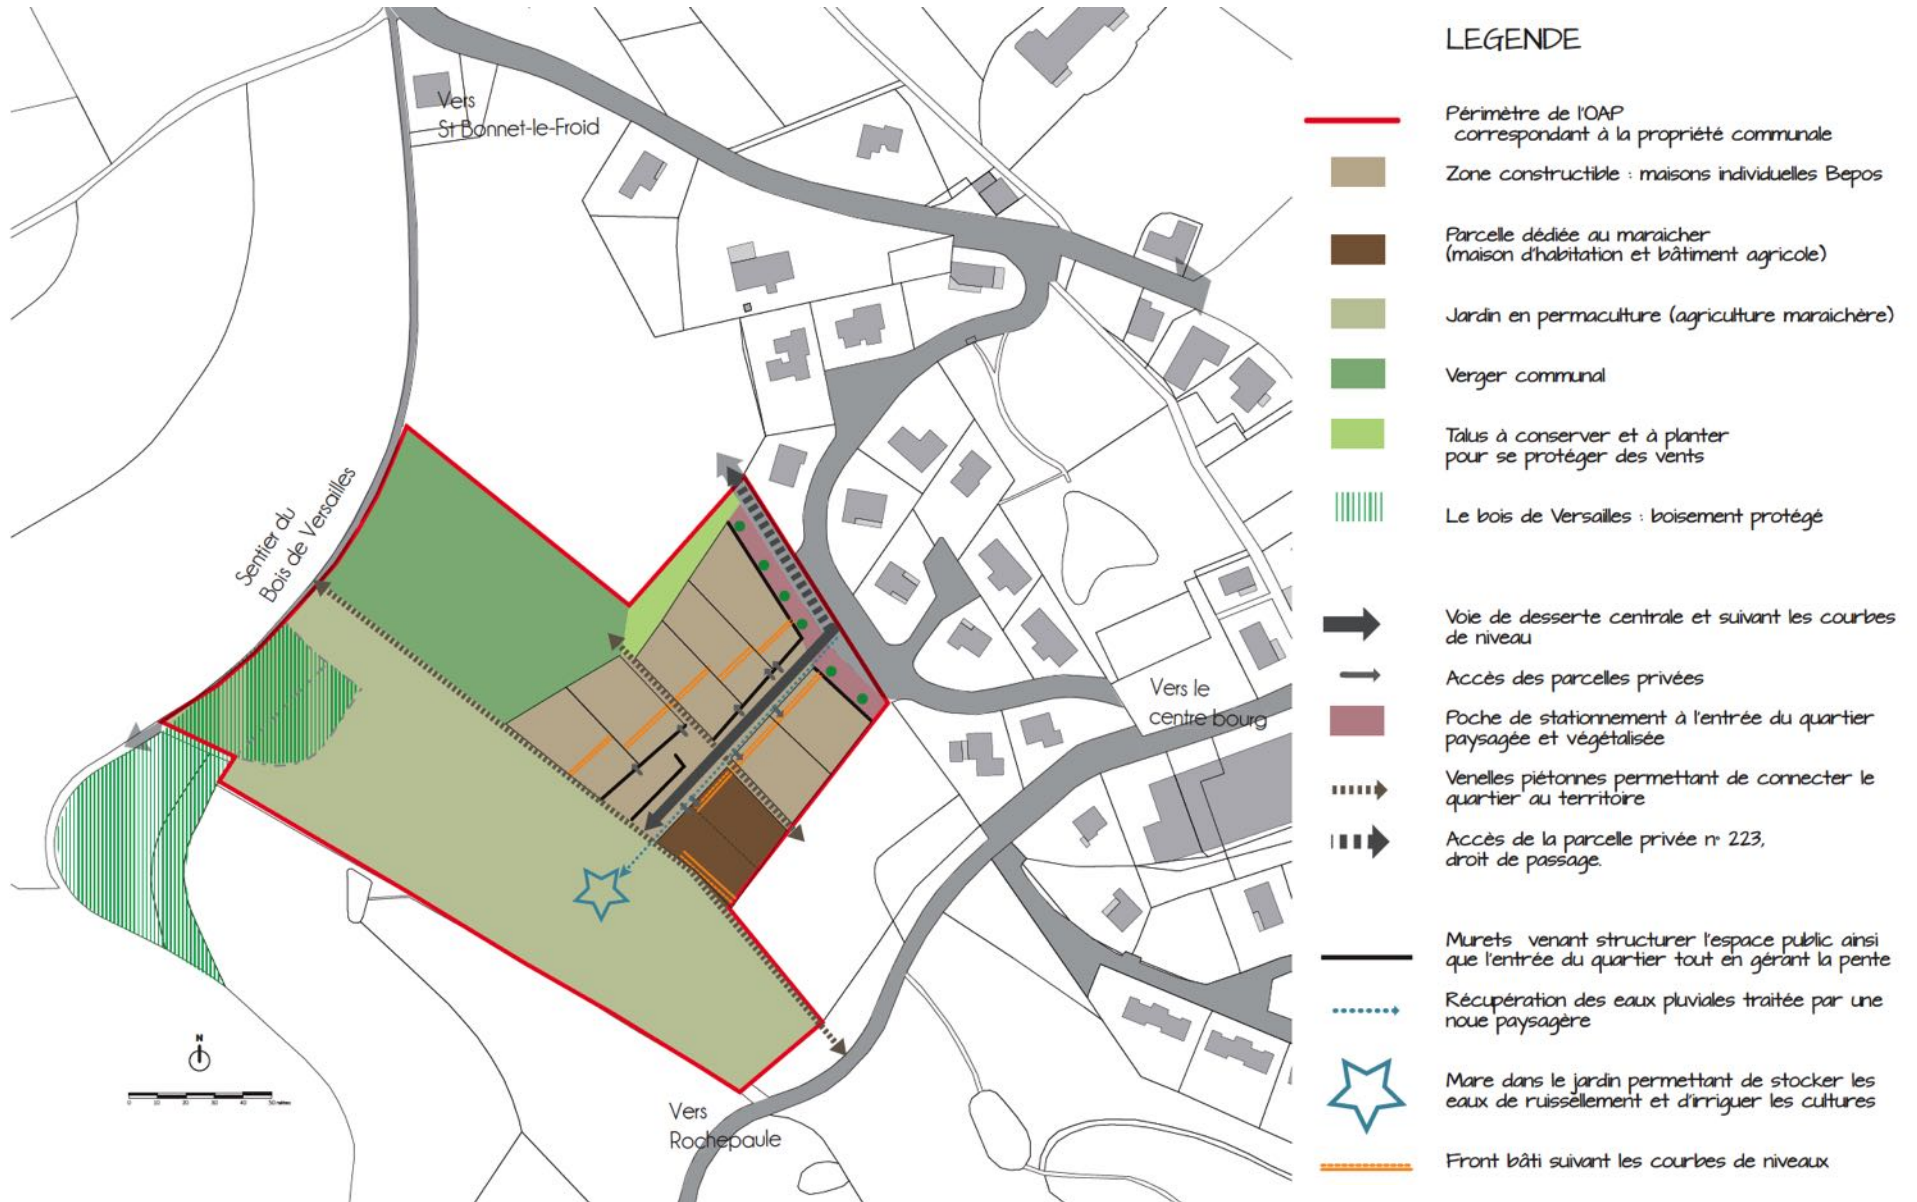 LEGENDE
Périmètre de l'OAP
correspondant à la propriété communale
Zone constructible : maisons individuelles Bepos
Parcelle dédiée au maraicher
(maison d'habitation et bâtiment agricole)
Jardin en permaculture (agriculture maraichère)
Verger communal
Talus à conserver et à planter
pour se protéger des vents
Le bois de Versailles : boisement protégé
Voie de desserte centrale et suivant les courbes
de niveau
Accès des parcelles privées
Poche de stationnement à l'entrée du quartier
paysagée et végétalisée
Venelles piétonnes permettant de connecter le
quartier au territoire
Accès de la parcelle privée n° 223,
droit de passage.
Murets venant structurer l'espace public ainsi
que l'entrée du quartier tout en gérant la pente
Récupération des eaux pluviales traitée par une
noue paysagère
Mare dans le jardin permettant de stocker les
eaux de ruissellement et d'irriguer les cultures
Front bâti suivant les courbes de niveaux
Vers
St Bonnet-le-Froid
Sentier du
Bois de Versailles
Vers le
centre bourg
Vers
Rochepaule
N
0 10 20 30 40 50 mètres